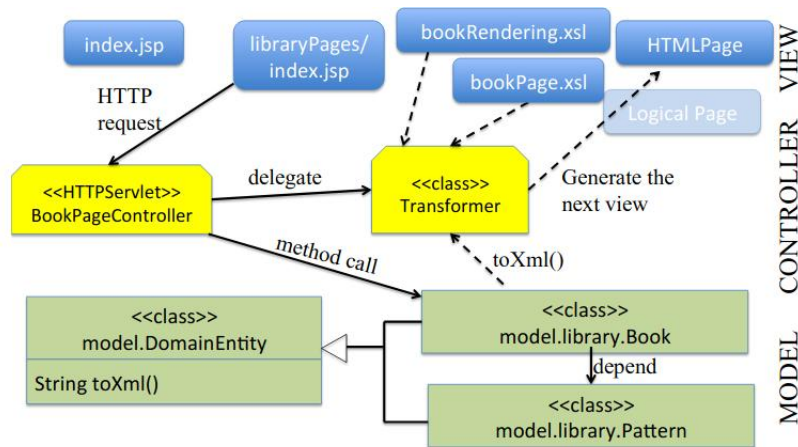 index.jsp
libraryPages/
index.jsp
bookRendering.xsl
HTMLPage
bookPage.xsl
Logical Page
VIEW
HTTP
request
<<HTTPServlet>>
BookPageController
delegate
<<class>>
Transformer
Generate the
next view
CONTROLLER
method call
toXml()
<<class>>
model.DomainEntity
String toXml()
<<class>>
model.library.Book
depend
<<class>>
model.library.Pattern
MODEL